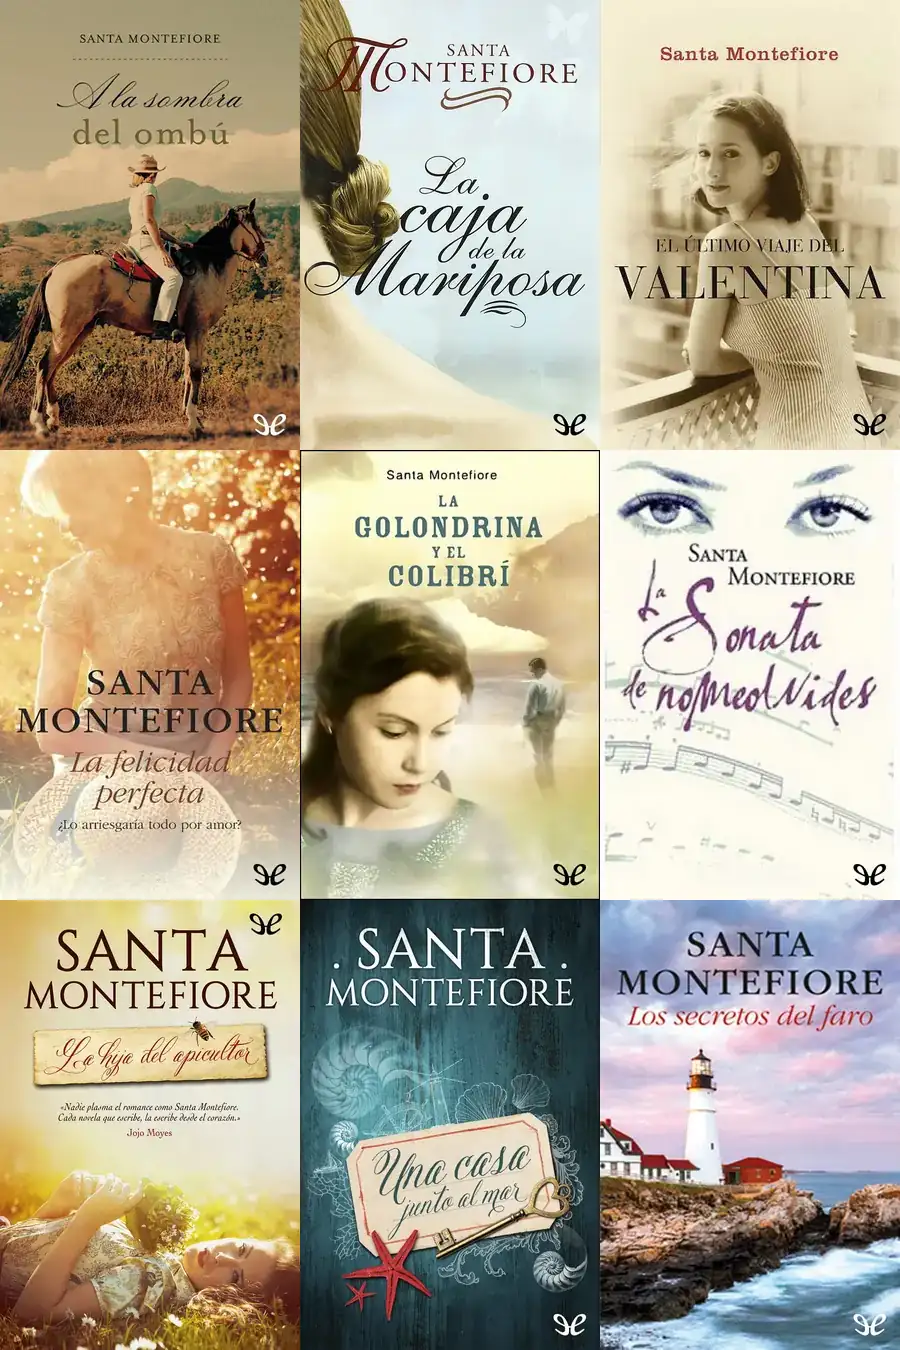 SANTA MONTEFIORE
A la sombra
del ombú
SANTA
MONTEFIORE
La
caja
de la
Mariposa
Santa Montefiore
EL ÚLTIMO VIAJE DEL
VALENTINA
SANTA
MONTEFIORE
La felicidad
perfecta
¿Lo arriesgaría todo por amor?
Santa Montefiore
LA
GOLONDRINA
Y EL
COLIBRÍ
SANTA
MONTEFIORE
La
Sonata
de nomeolvides
SANTA
MONTEFIORE
La hija del apicultor
«Nadie plasma el romance como Santa Montefiore.
Cada novela que escribe, la escribe desde el corazón.»
Jojo Moyes
. SANTA .
MONTEFIORE
Una casa
junto al mar
SANTA
MONTEFIORE
Los secretos del faro